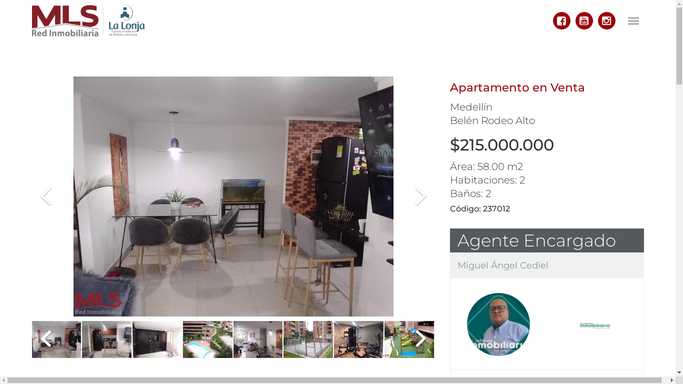 MLS
Red Inmobiliaria
La Lonja
Apartamento en Venta
Medellín
Belén Rodeo Alto
$215.000.000
Área: 58.00 m2
Habitaciones: 2
Baños: 2
Código: 237012
MLS
Red Inmobiliaria
Agente Encargado
Miguel Ángel Cediel